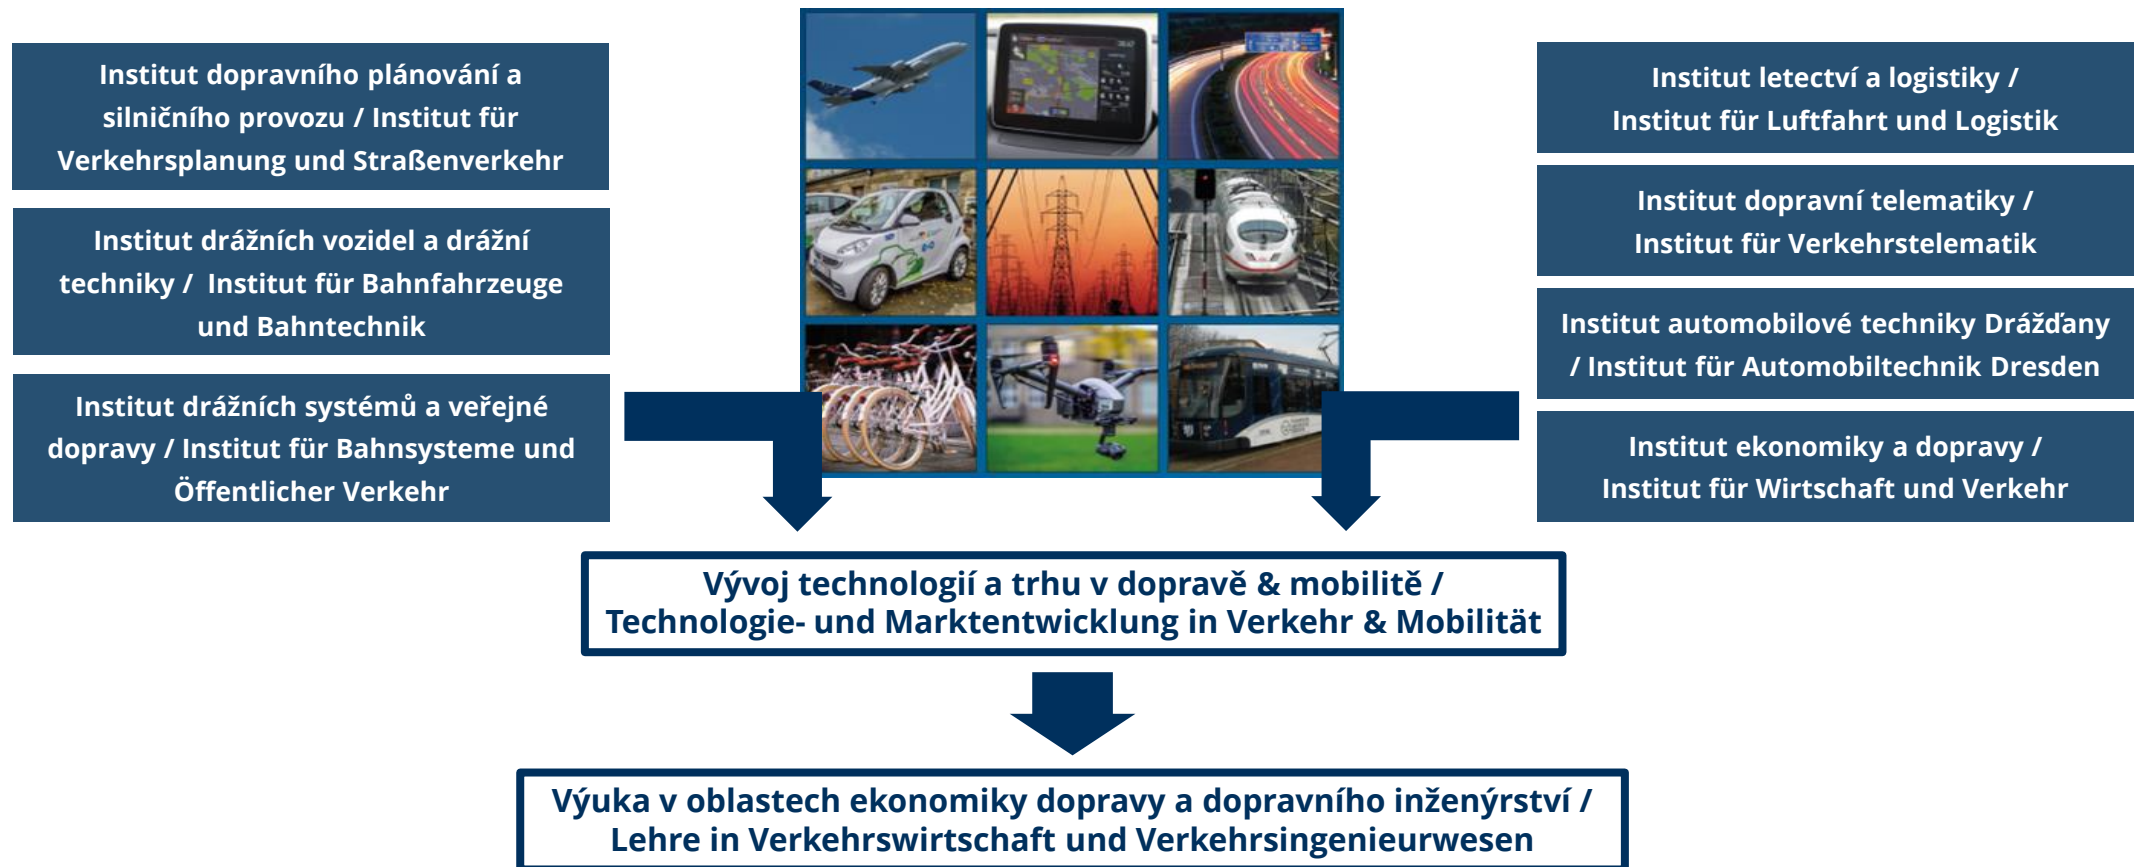 Institut dopravního plánování a
silničního provozu / Institut für
Verkehrsplanung und Straßenverkehr
Institut drážních vozidel a drážní
techniky / Institut für Bahnfahrzeuge
und Bahntechnik
Institut drážních systémů a veřejné
dopravy / Institut für Bahnsysteme und
Öffentlicher Verkehr
Institut letectví a logistiky /
Institut für Luftfahrt und Logistik
Institut dopravní telematiky /
Institut für Verkehrstelematik
Institut automobilové techniky Drážďany
/ Institut für Automobiltechnik Dresden
Institut ekonomiky a dopravy /
Institut für Wirtschaft und Verkehr
Vývoj technologií a trhu v dopravě & mobilitě /
Technologie- und Marktentwicklung in Verkehr & Mobilität
Výuka v oblastech ekonomiky dopravy a dopravního inženýrství /
Lehre in Verkehrswirtschaft und Verkehrsingenieurwesen